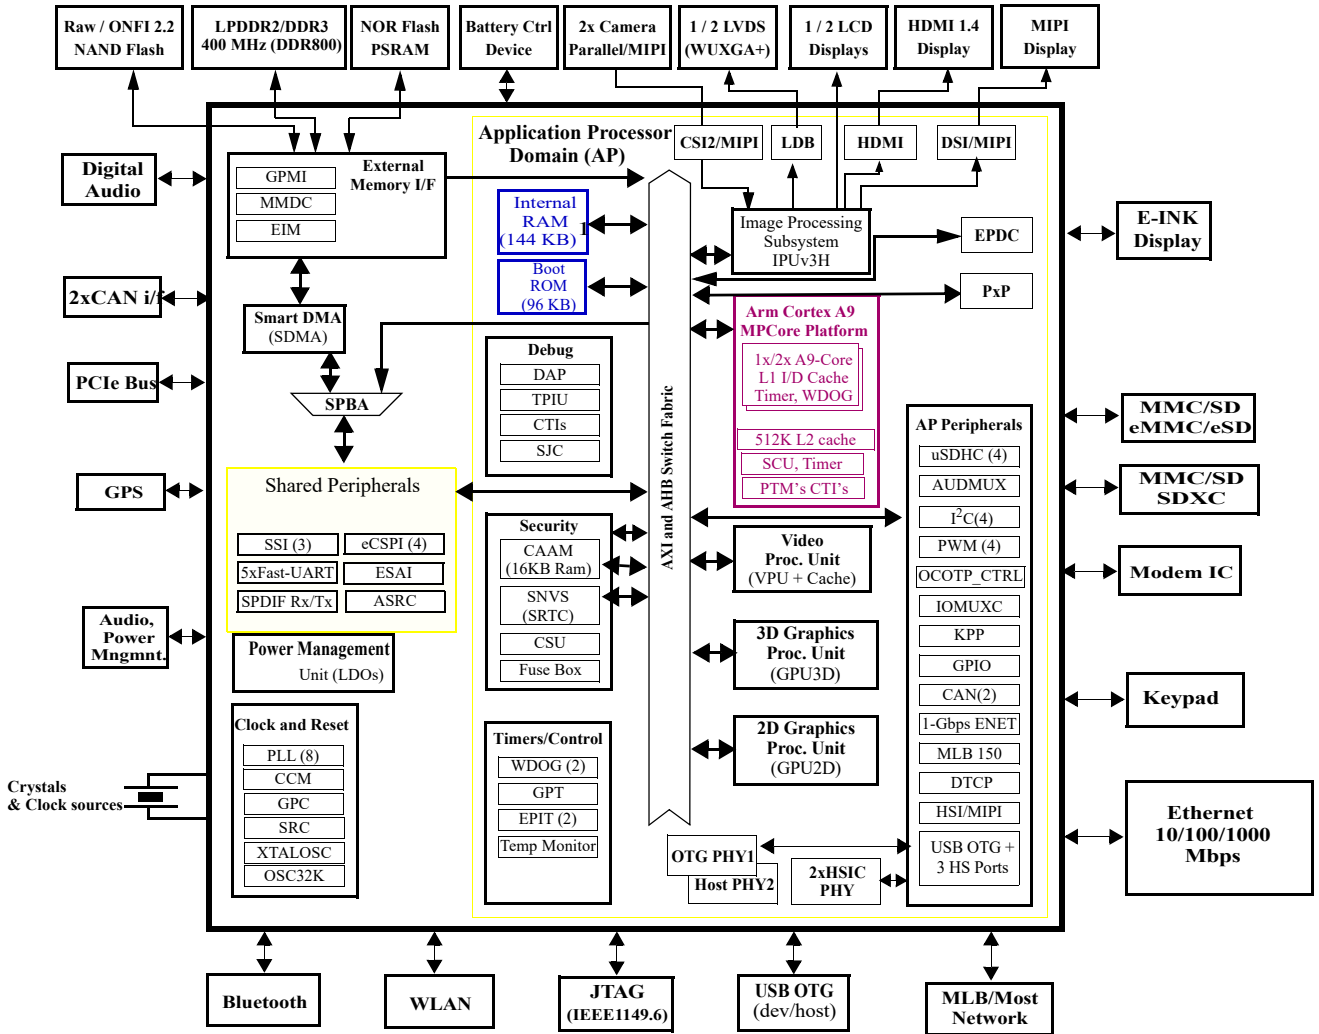 Raw / ONFI 2.2
NAND Flash
LPDDR2/DDR3
400 MHz (DDR800)
NOR Flash
PSRAM
Battery Ctrl
Device
2x Camera
Parallel/MIPI
1 / 2 LVDS
(WUXGA+)
1 / 2 LCD
Displays
HDMI 1.4
Display
MIPI
Display
Digital
Audio
2xCAN i/f
PCIe Bus
GPS
Audio,
Power
Mngmnt.
Crystals
& Clock sources
External
Memory I/F
GPMI
MMDC
EIM
Smart DMA
(SDMA)
SPBA
Shared Peripherals
SSI (3)
eCSPI (4)
5xFast-UART
ESAI
SPDIF Rx/Tx
ASRC
Power Management
Unit (LDOs)
Clock and Reset
PLL (8)
CCM
GPC
SRC
XTALOSC
OSC32K
Application Processor
Domain (AP)
Internal
RAM
(144 KB)
1
Boot
ROM
(96 KB)
Debug
DAP
TPIU
CTIs
SJC
Security
CAAM
(16KB Ram)
SNVS
(SRTC)
CSU
Fuse Box
Timers/Control
WDOG (2)
GPT
EPIT (2)
Temp Monitor
AXI and AHB Switch Fabric
CSI2/MIPI
LDB
HDMI
DSI/MIPI
Image Processing
Subsystem
IPUv3H
EPDC
PxP
Arm Cortex A9
MPCore Platform
1x/2x A9-Core
L1 I/D Cache
Timer, WDOG
512K L2 cache
SCU, Timer
PTM's CTI's
Video
Proc. Unit
(VPU + Cache)
3D Graphics
Proc. Unit
(GPU3D)
2D Graphics
Proc. Unit
(GPU2D)
OTG PHY1
Host PHY2
2xHSIC
PHY
AP Peripherals
uSDHC (4)
AUDMUX
I²C(4)
PWM (4)
OCOTP_CTRL
IOMUXC
KPP
GPIO
CAN(2)
1-Gbps ENET
MLB 150
DTCP
HSI/MIPI
USB OTG +
3 HS Ports
E-INK
Display
MMC/SD
eMMC/eSD
MMC/SD
SDXC
Modem IC
Keypad
Ethernet
10/100/1000
Mbps
Bluetooth
WLAN
JTAG
(IEEE1149.6)
USB OTG
(dev/host)
MLB/Most
Network